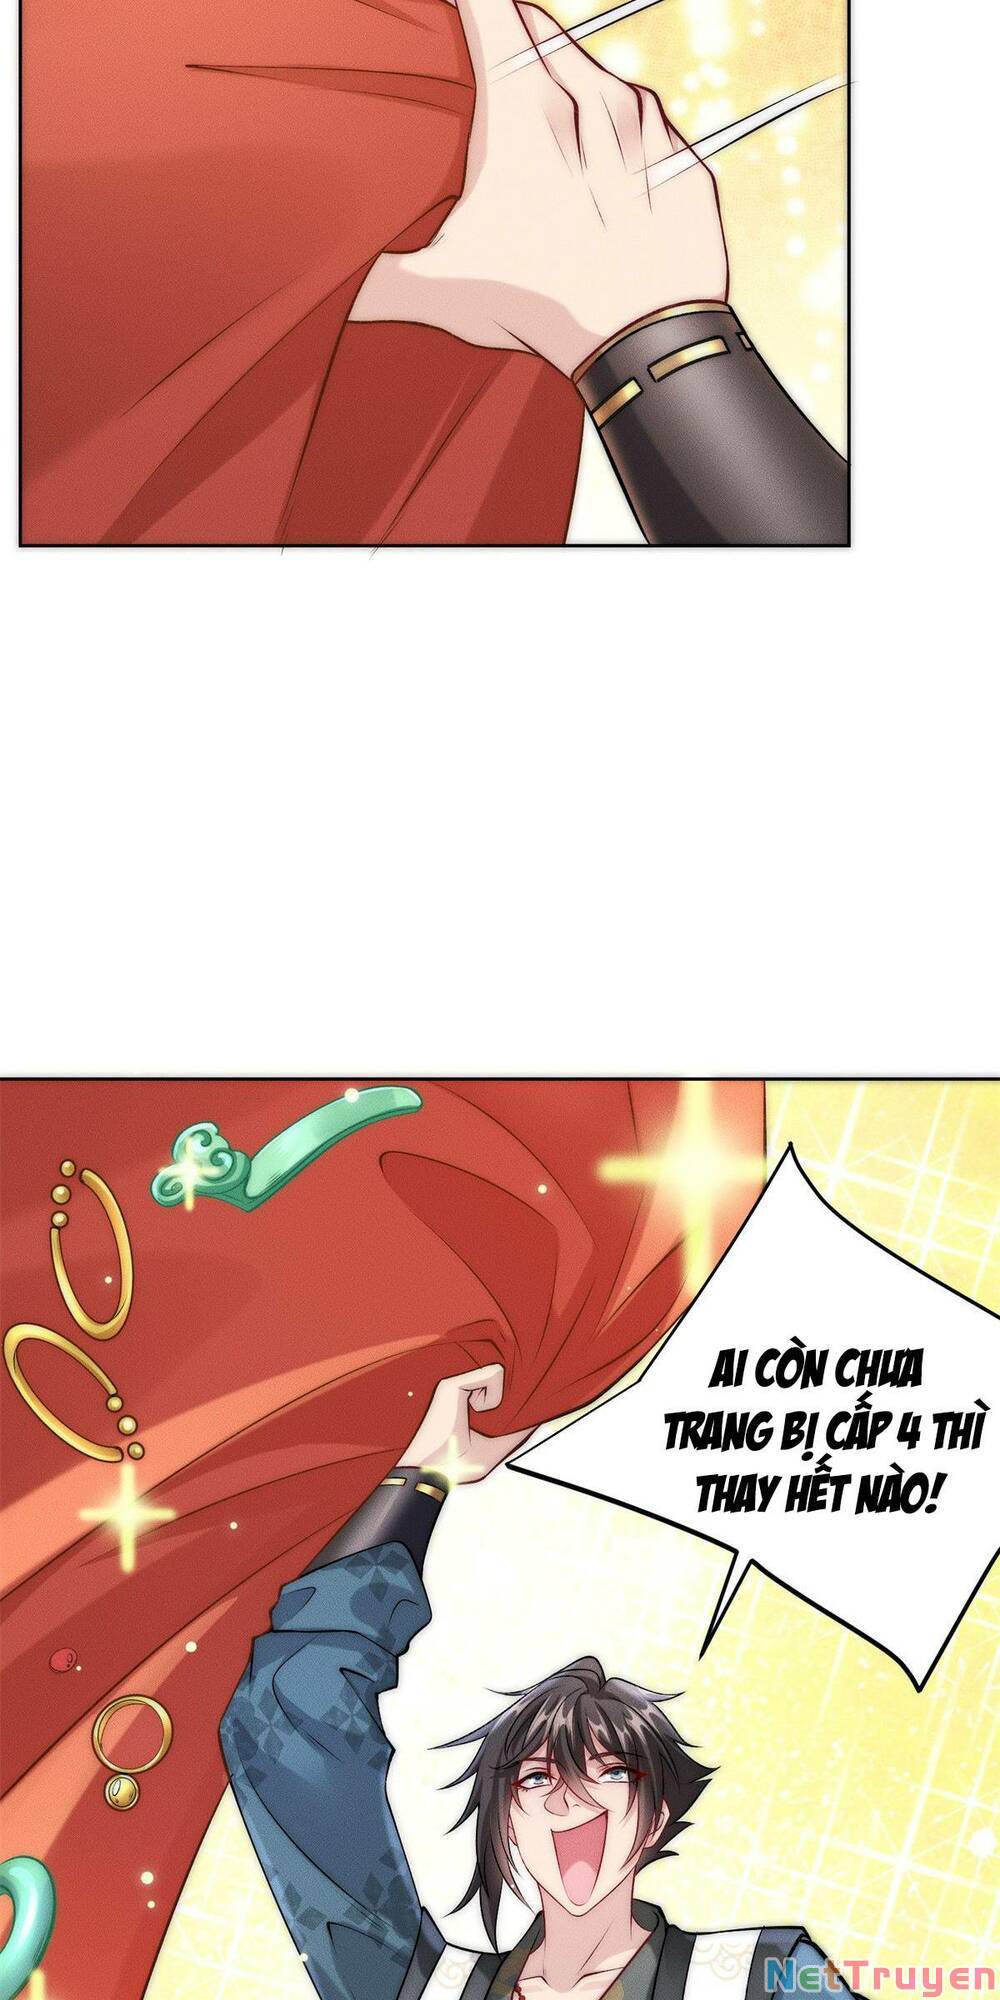 AI CÒN CHƯA
TRANG BỊ CẤP 4 THÌ
THAY HẾT NÀO!
NetTruyen